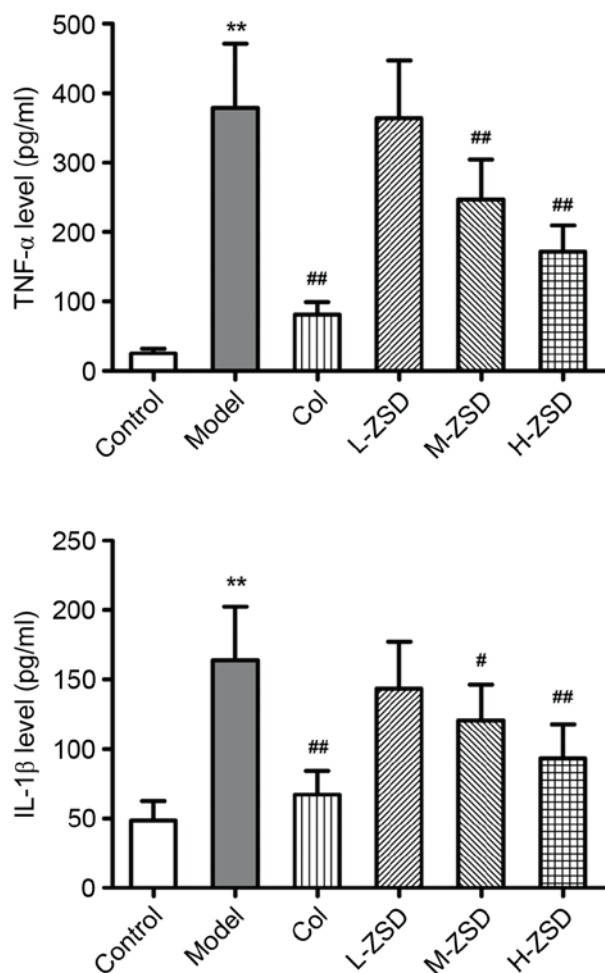 500
400
300
200
100
0
TNF-α level (pg/ml)
**
##
##
##
Control
Model
Col
L-ZSD
M-ZSD
H-ZSD
250
200
150
100
50
0
IL-1β level (pg/ml)
**
##
#
##
Control
Model
Col
L-ZSD
M-ZSD
H-ZSD